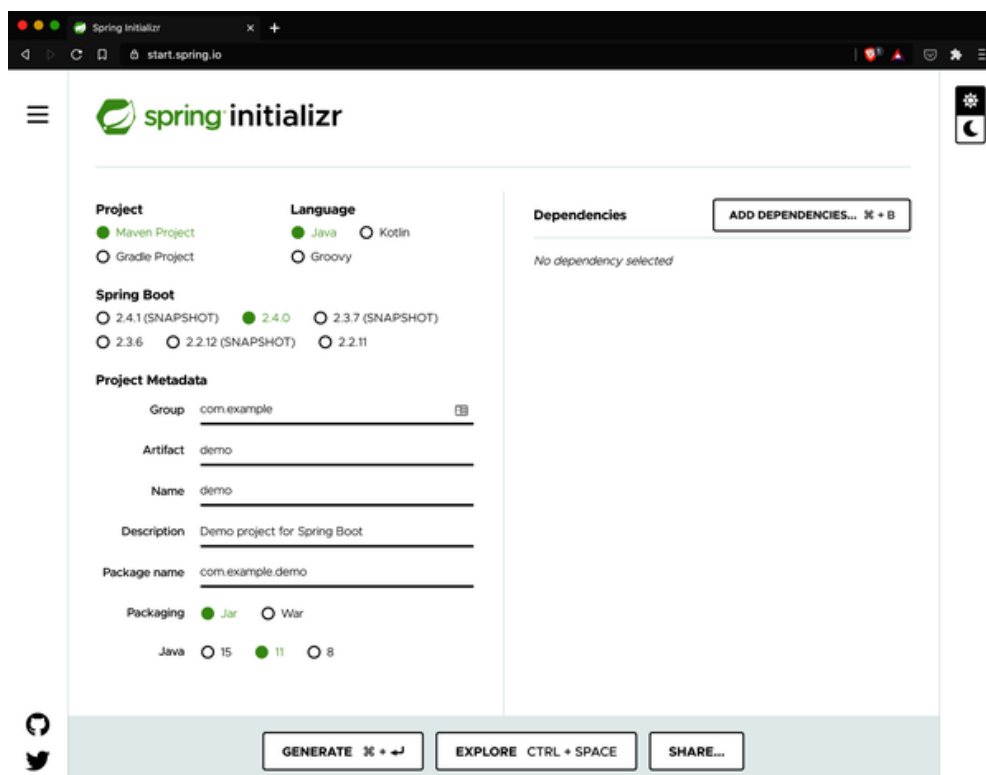 Spring Initializr
start.spring.io
spring initializr
Project
Maven Project
Gradle Project
Language
Java Kotlin
Groovy
Spring Boot
2.4.1 (SNAPSHOT) 2.4.0 2.3.7 (SNAPSHOT)
2.3.6 2.2.12 (SNAPSHOT) 2.2.11
Project Metadata
Group com.example
Artifact demo
Name demo
Description Demo project for Spring Boot
Package name com.example.demo
Packaging Jar War
Java 15 11 8
Dependencies
ADD DEPENDENCIES... ⌘ + B
No dependency selected
GENERATE ⌘ + ↵
EXPLORE CTRL + SPACE
SHARE...